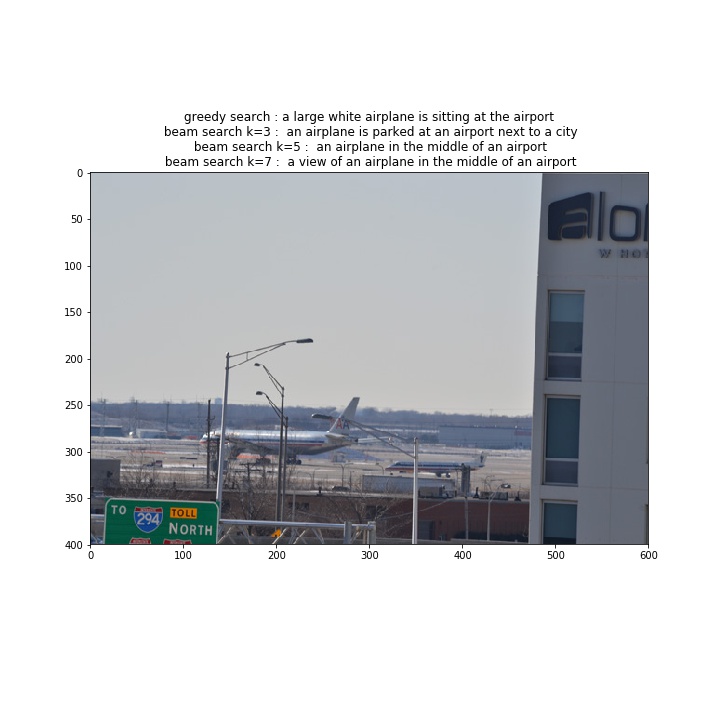 greedy search : a large white airplane is sitting at the airport
beam search k=3 :  an airplane is parked at an airport next to a city
beam search k=5 :  an airplane in the middle of an airport
beam search k=7 :  a view of an airplane in the middle of an airport
0
50
100
150
200
250
300
350
400
0 100 200 300 400 500 600
alo
W HO
AA
TO 294 TOLL
NORTH